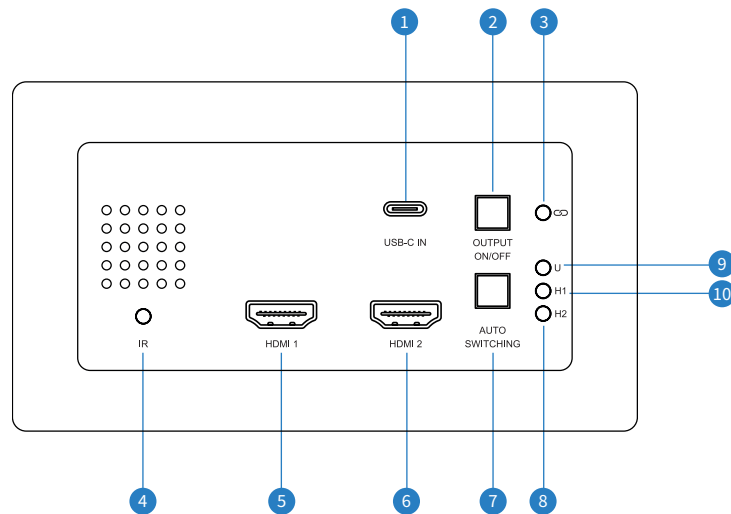 1
2
3
USB-C IN
OUTPUT
ON/OFF
U
9
H1
10
H2
IR
HDMI 1
HDMI 2
AUTO
SWITCHING
4
5
6
7
8